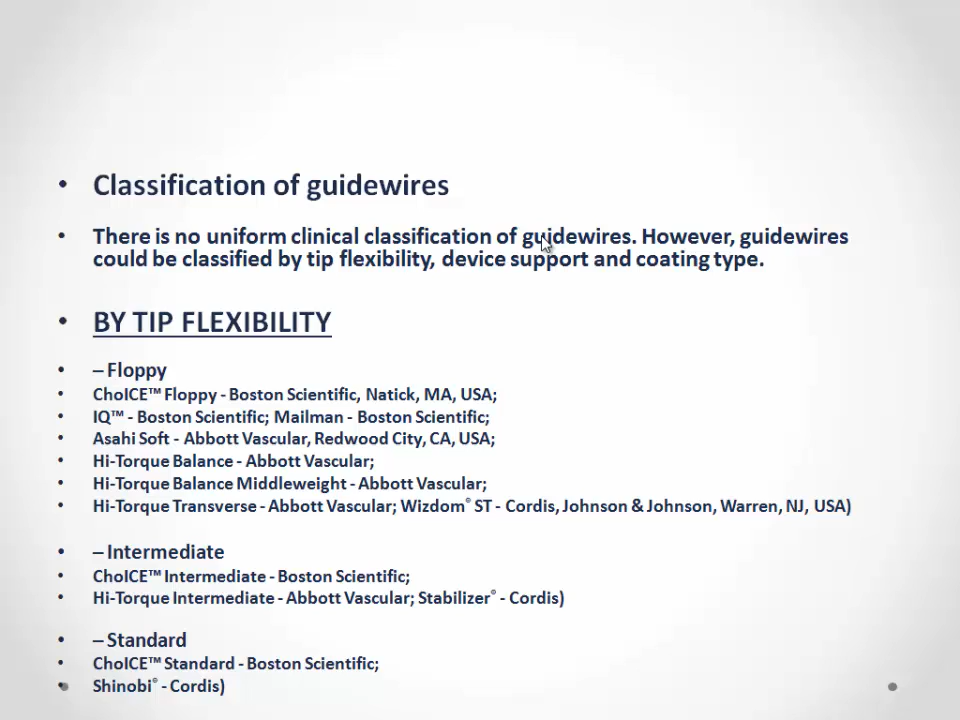 • Classification of guidewires
• There is no uniform clinical classification of guidewires. However, guidewires
could be classified by tip flexibility, device support and coating type.
• BY TIP FLEXIBILITY
• – Floppy
• ChoICE™ Floppy - Boston Scientific, Natick, MA, USA;
• IQ™ - Boston Scientific; Mailman - Boston Scientific;
• Asahi Soft - Abbott Vascular, Redwood City, CA, USA;
• Hi-Torque Balance - Abbott Vascular;
• Hi-Torque Balance Middleweight - Abbott Vascular;
• Hi-Torque Transverse - Abbott Vascular; Wizdom® ST - Cordis, Johnson & Johnson, Warren, NJ, USA)
• – Intermediate
• ChoICE™ Intermediate - Boston Scientific;
• Hi-Torque Intermediate - Abbott Vascular; Stabilizer® - Cordis)
• – Standard
• ChoICE™ Standard - Boston Scientific;
• Shinobi® - Cordis)